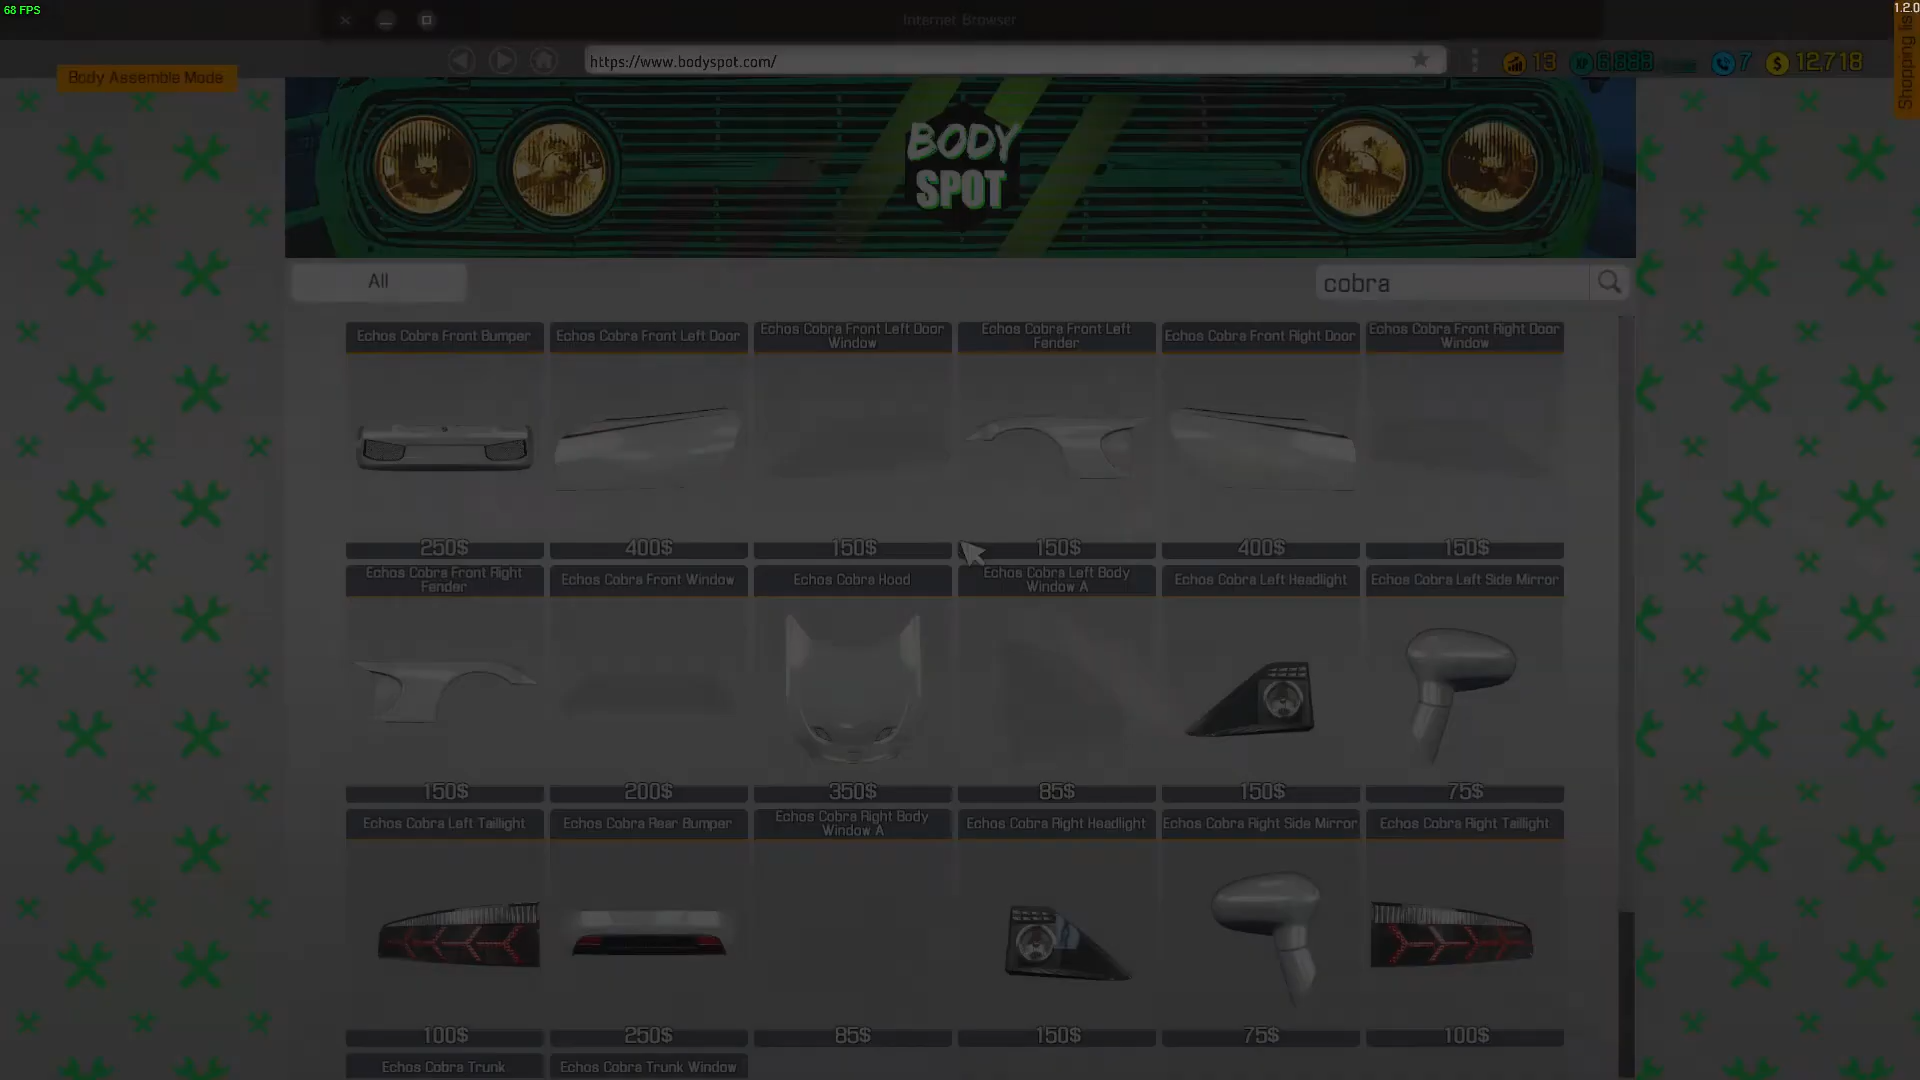 68 FPS
1.2.0
Internet Browser
Shopping list
https://www.bodyspot.com/
13
7
12,718
Body Assemble Mode
BODY
SPOT
All
cobra
Echos Cobra Front Bumper
Echos Cobra Front Left Door
Echos Cobra Front Left Door
Window
Echos Cobra Front Left
Fender
Echos Cobra Front Right Door
Echos Cobra Front Right Door
Window
250$
400$
150$
150$
400$
150$
Echos Cobra Front Right
Fender
Echos Cobra Front Window
Echos Cobra Hood
Echos Cobra Left Body
Window A
Echos Cobra Left Headlight
Echos Cobra Left Side Mirror
150$
200$
350$
85$
150$
75$
Echos Cobra Left Taillight
Echos Cobra Rear Bumper
Echos Cobra Right Body
Window A
Echos Cobra Right Headlight
Echos Cobra Right Side Mirror
Echos Cobra Right Taillight
100$
250$
85$
150$
75$
100$
Echos Cobra Trunk
Echos Cobra Trunk Window